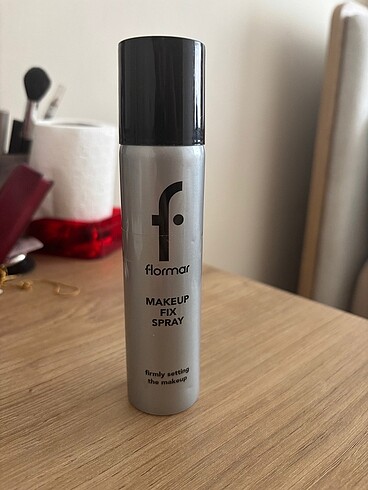 flormar
MAKEUP
FIX
SPRAY
firmly setting
the makeup